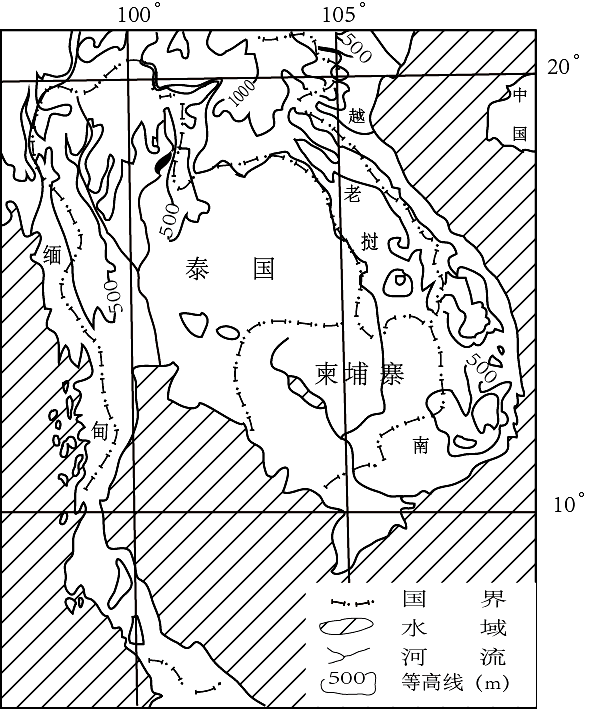 100° 105°
20°
10°
500
1000
500
500
500
中
国
越
南
老
挝
缅
甸
泰 国
柬埔寨
国 界
水 域
河 流
500 等高线 (m)